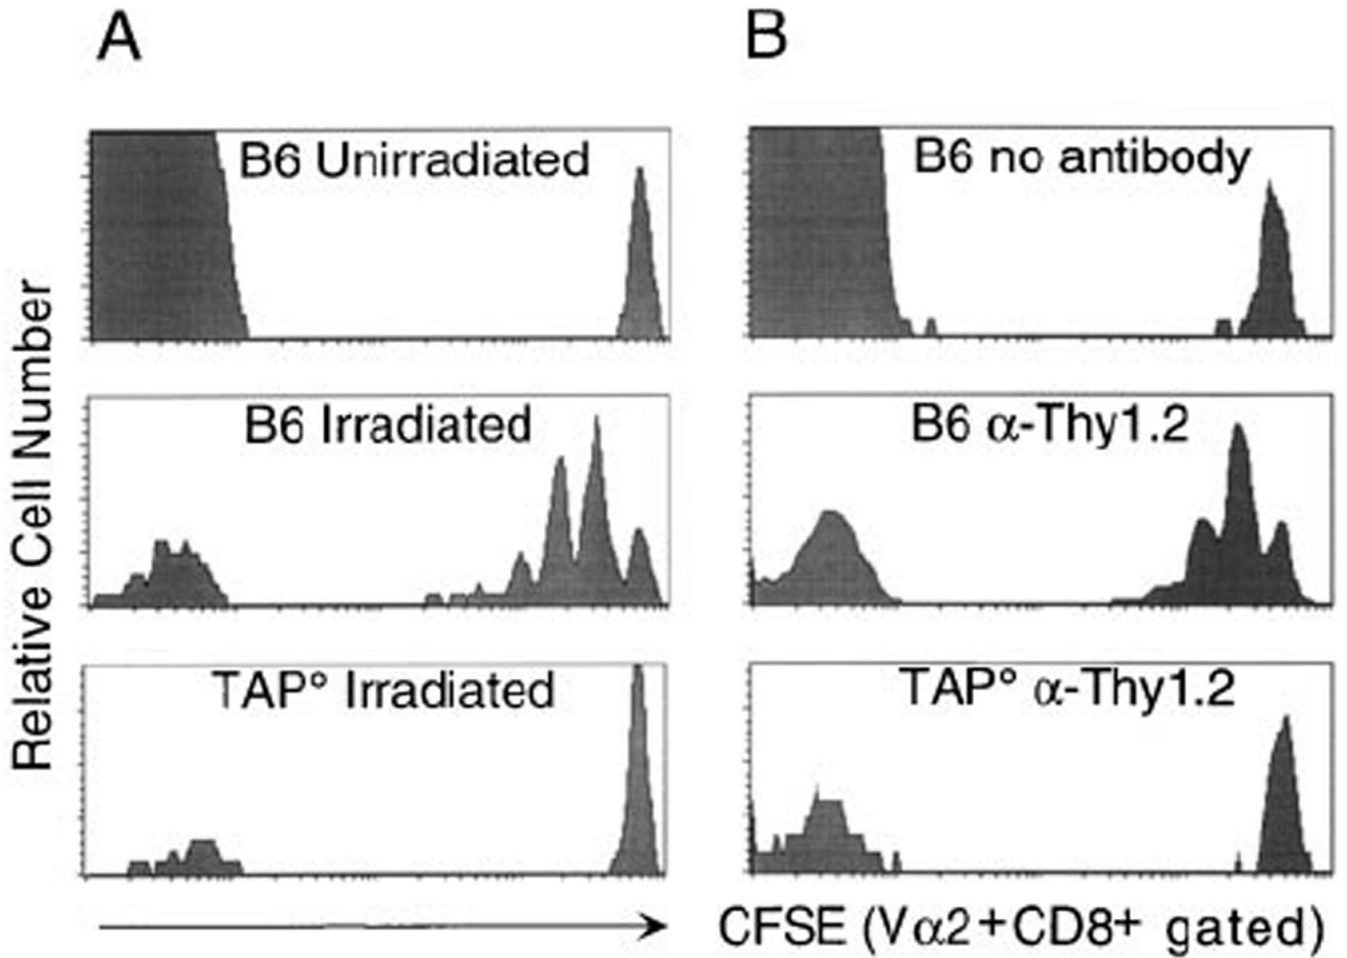 A
B
B6 Unirradiated
B6 no antibody
B6 Irradiated
B6 α-Thy1.2
TAP° Irradiated
TAP° α-Thy1.2
Relative Cell Number
CFSE (Vα2+CD8+ gated)